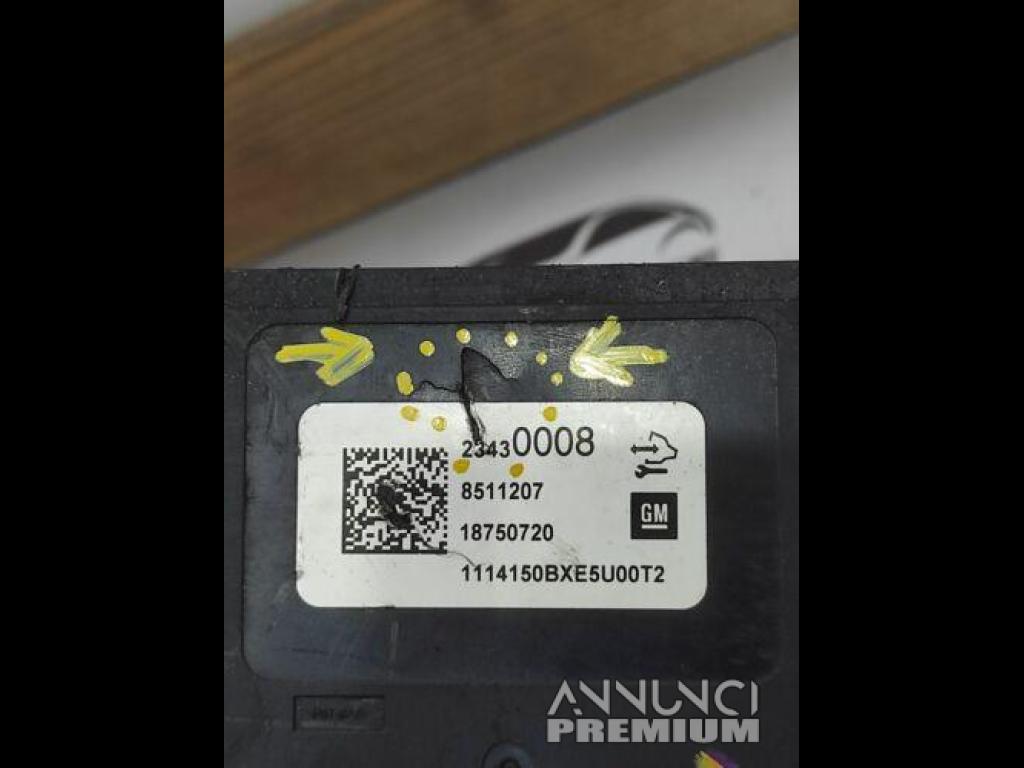 23430008
8511207
GM
18750720
1114150BXE5U00T2
ANNUNCI
PREMIUM